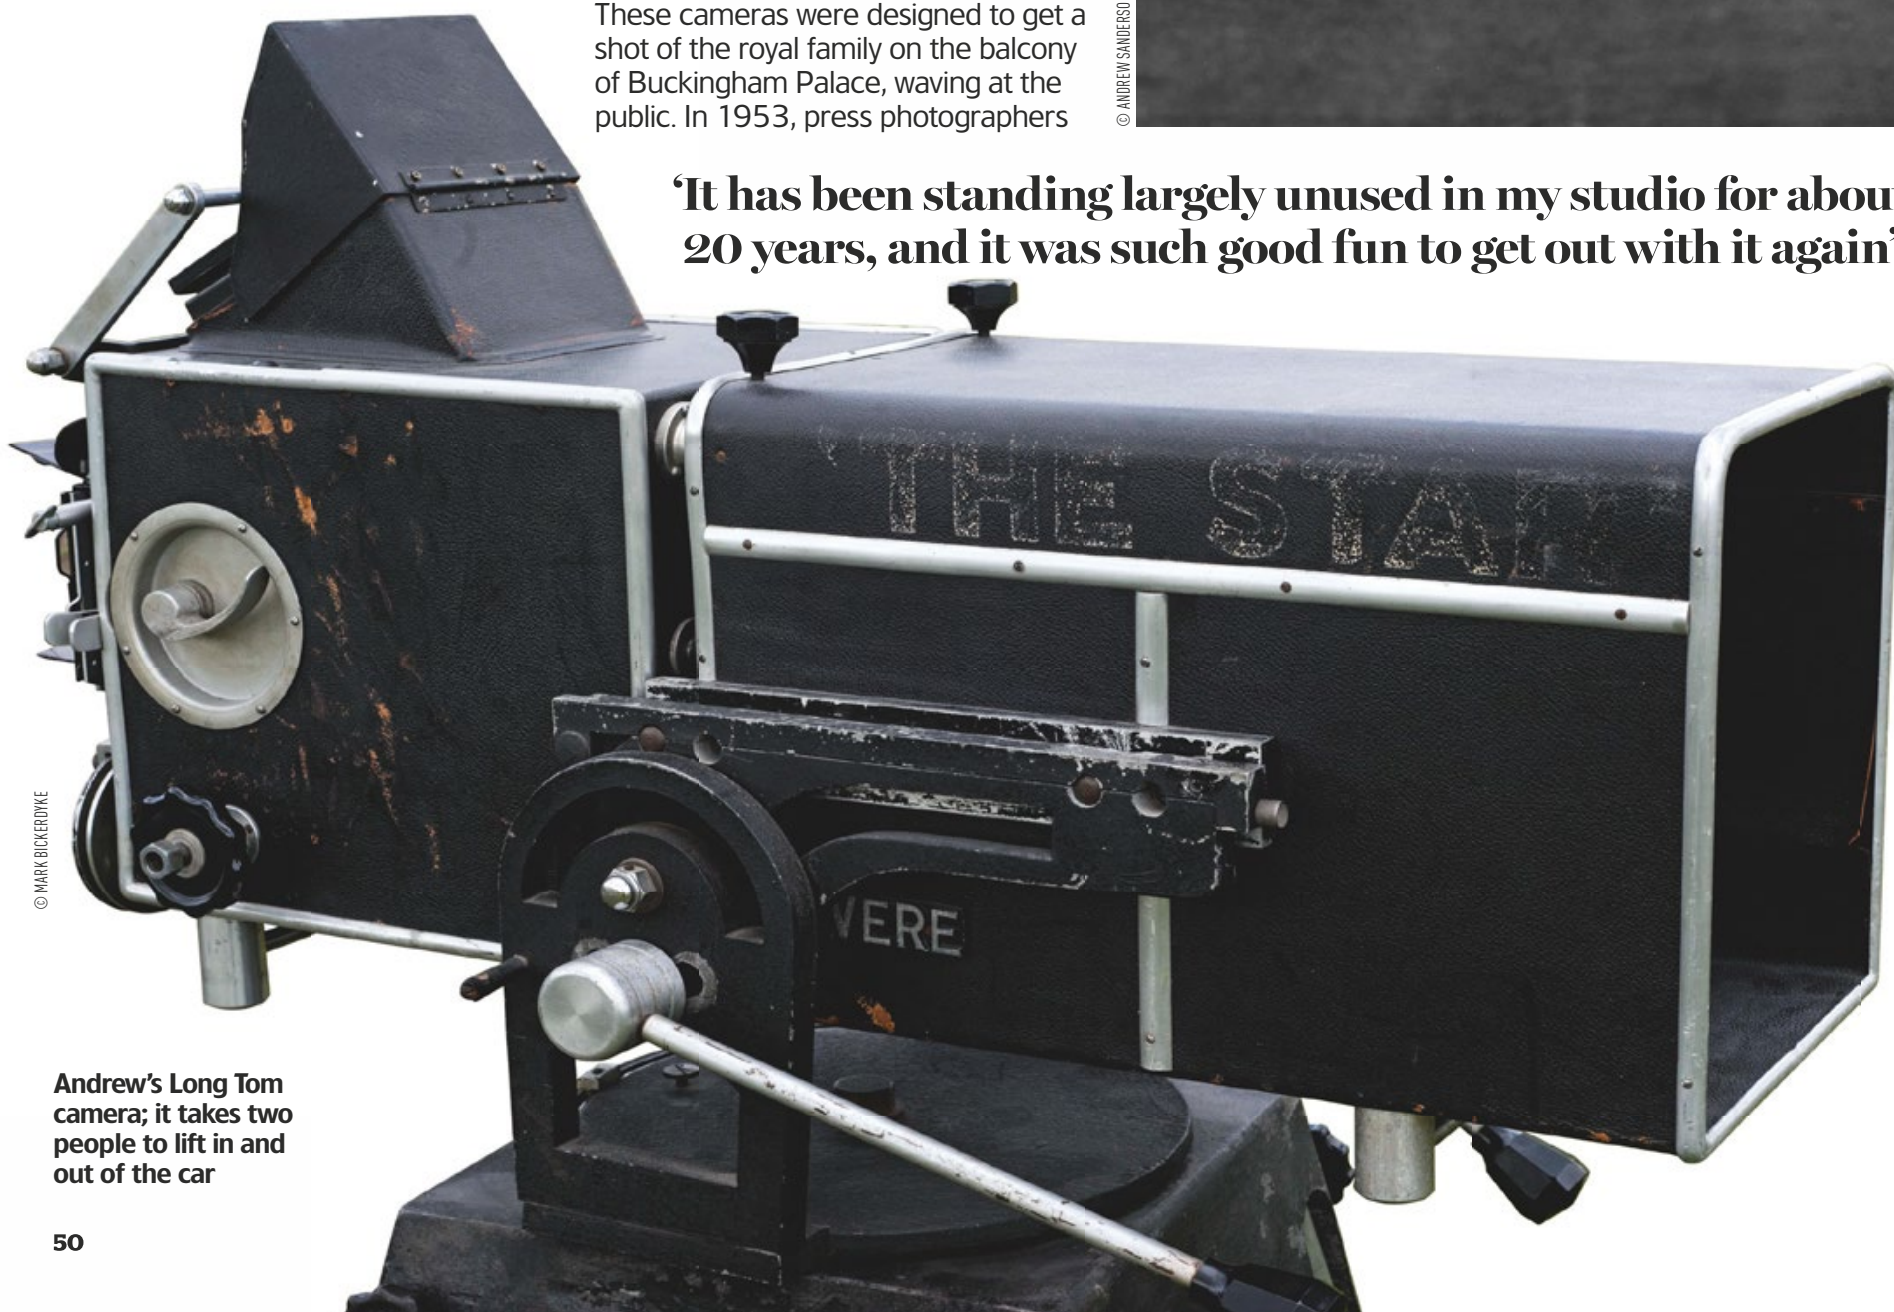 These cameras were designed to get a
shot of the royal family on the balcony
of Buckingham Palace, waving at the
public. In 1953, press photographers
© ANDREW SANDERSO
‘It has been standing largely unused in my studio for abou
20 years, and it was such good fun to get out with it again’
THE STAR
VERE
© MARK BICKERDYKE
Andrew’s Long Tom
camera; it takes two
people to lift in and
out of the car
50